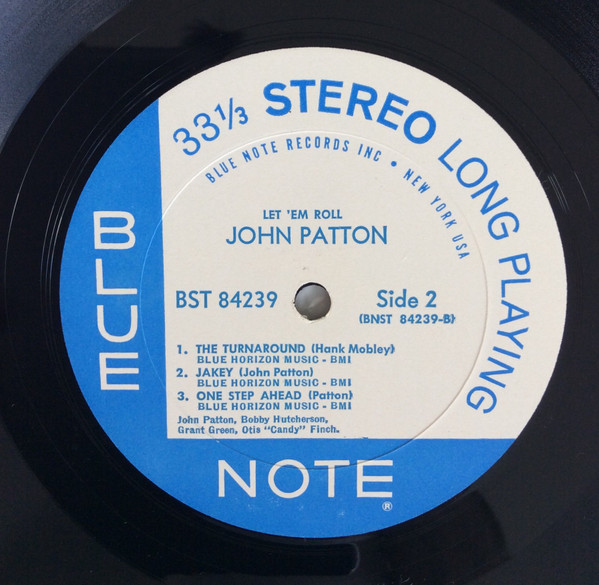 33⅓ STEREO LONG PLAYING
BLUE NOTE RECORDS INC • NEW YORK USA
LET 'EM ROLL
JOHN PATTON
BST 84239
Side 2
(BNST 84239-B)
1. THE TURNAROUND (Hank Mobley)
BLUE HORIZON MUSIC - BMI
2. JAKEY (John Patton)
BLUE HORIZON MUSIC - BMI
3. ONE STEP AHEAD (Patton)
BLUE HORIZON MUSIC - BMI
John Patton, Bobby Hutcherson,
Grant Green, Otis "Candy" Finch.
BLUE
NOTE®